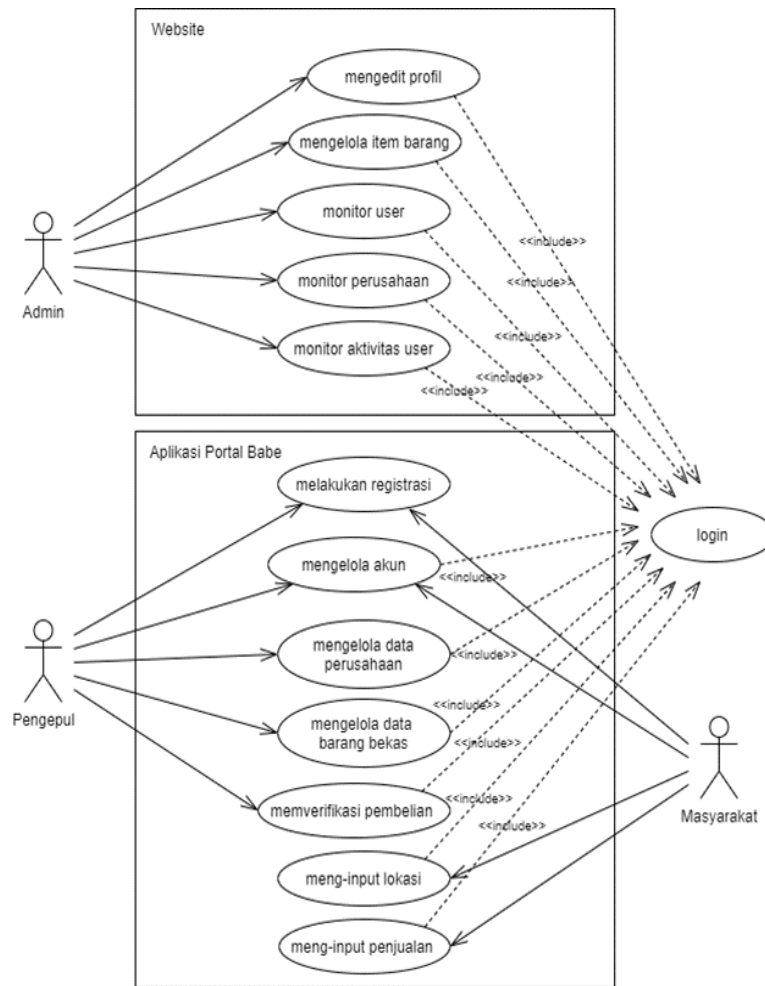 Website
mengedit profil
mengelola item barang
monitor user
<<include>>
<<include>>
monitor perusahaan
Admin
<<include>>
monitor aktivitas user
<<include>>
<<include>>
Aplikasi Portal Babe
melakukan registrasi
login
mengelola akun
<<include>>
mengelola data
perusahaan
<<include>>
Pengepul
<<include>>
mengelola data
barang bekas
<<include>>
memverifikasi pembelian
<<include>>
Masyarakat
<<include>>
meng-input lokasi
meng-input penjualan